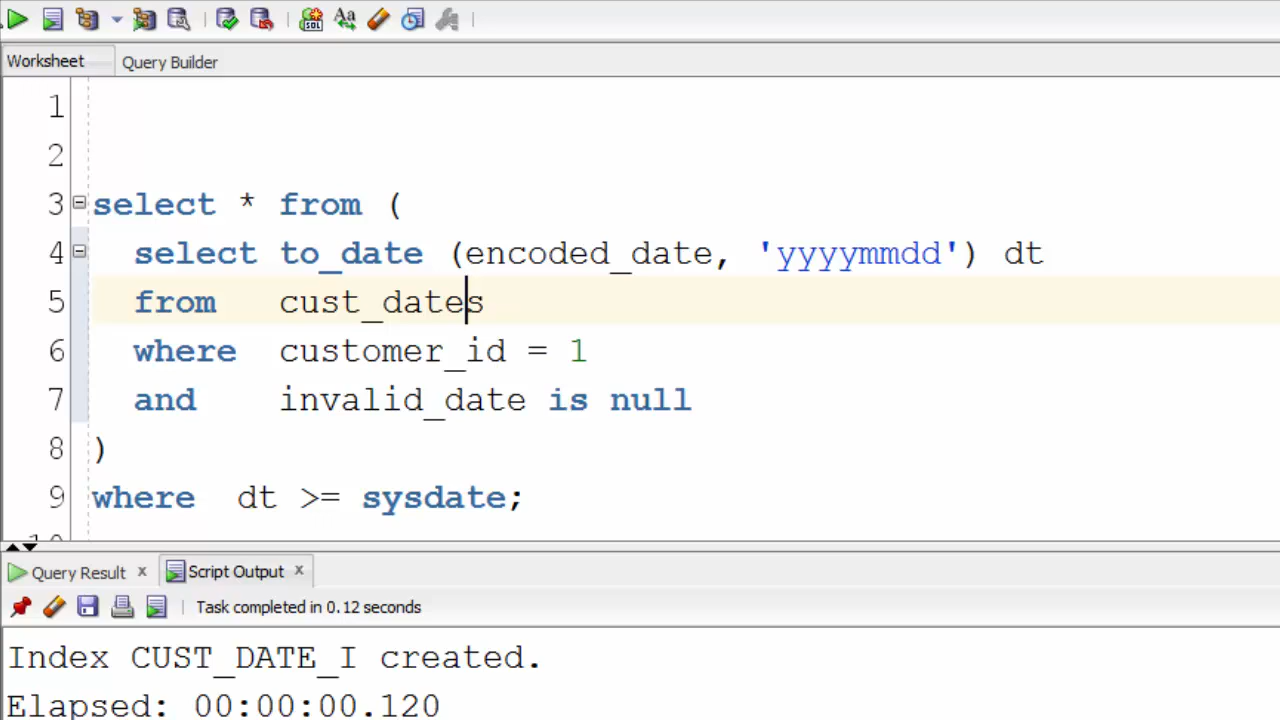 Worksheet Query Builder
1
2
3 select * from (
4 select to_date (encoded_date, 'yyyymmdd') dt
5 from cust_dates
6 where customer_id = 1
7 and invalid_date is null
8 )
9 where dt >= sysdate;
10
Query Result x Script Output x
Task completed in 0.12 seconds
Index CUST_DATE_I created.
Elapsed: 00:00:00.120